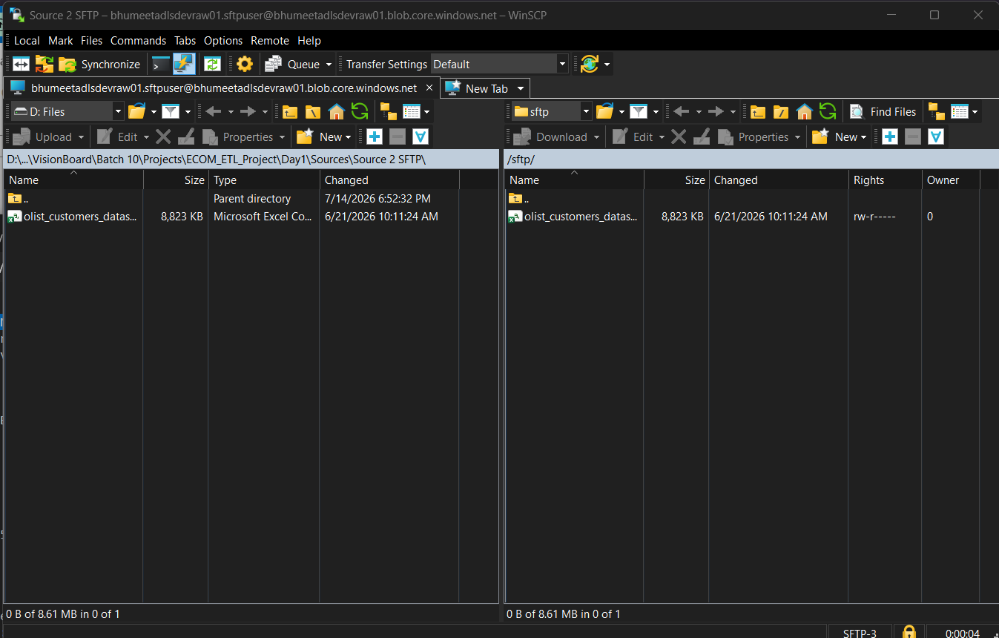 Source 2 SFTP – bhumeetadlsdevraw01.sftpuser@bhumeetadlsdevraw01.blob.core.windows.net – WinSCP
Local Mark Files Commands Tabs Options Remote Help
Synchronize Queue Transfer Settings Default
bhumeetadlsdevraw01.sftpuser@bhumeetadlsdevraw01.blob.core.windows.net × New Tab
D: Files
Upload Edit Properties New
D:\...\VisionBoard\Batch 10\Projects\ECOM_ETL_Project\Day1\Sources\Source 2 SFTP\
Name Size Type Changed
.. Parent directory 7/14/2026 6:52:32 PM
olist_customers_datas... 8,823 KB Microsoft Excel Co... 6/21/2026 10:11:24 AM
0 B of 8.61 MB in 0 of 1
sftp Find Files
Download Edit Properties New
/sftp/
Name Size Changed Rights Owner
..
olist_customers_datas... 8,823 KB 6/21/2026 10:11:24 AM rw-r----- 0
0 B of 8.61 MB in 0 of 1
SFTP-3 0:00:04